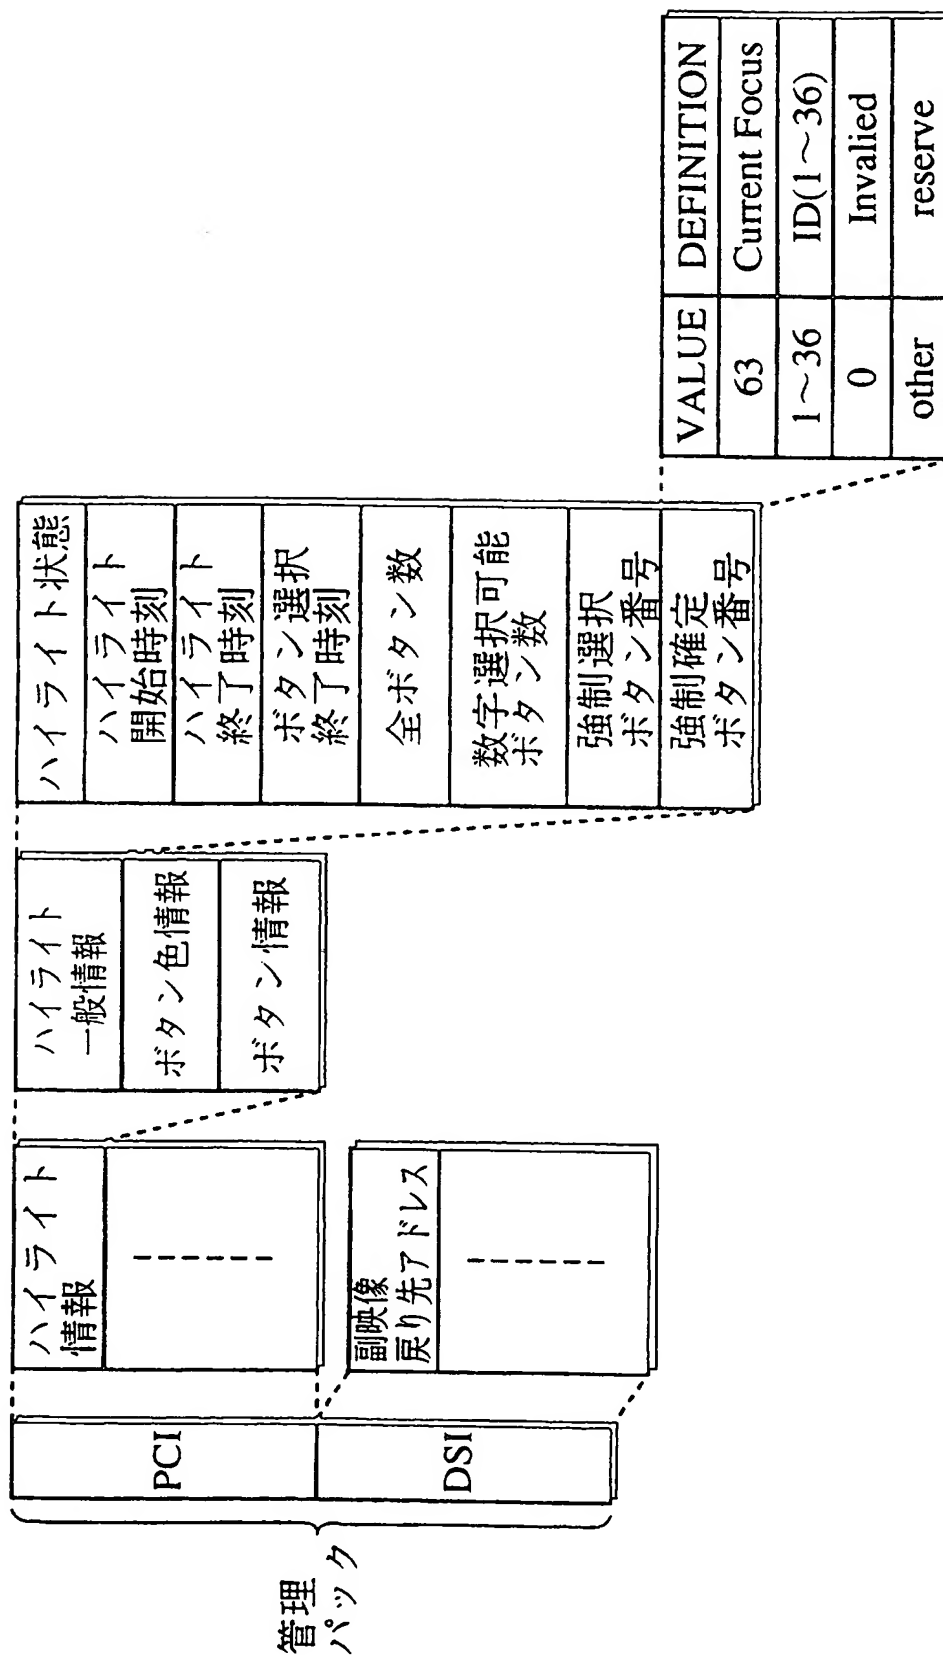 管理
パック
PCI
DSI
ハイライト
情報
副映像
戻り先アドレス
ハイライト
一般情報
ボタン色情報
ボタン情報
ハイライト状態
ハイライト
開始時刻
ハイライト
終了時刻
ボタン選択
終了時刻
全ボタン数
数字選択可能
ボタン数
強制選択
ボタン番号
強制確定
ボタン番号
VALUE DEFINITION
63 Current Focus
1～36 ID(1～36)
0 Invalied
other reserve